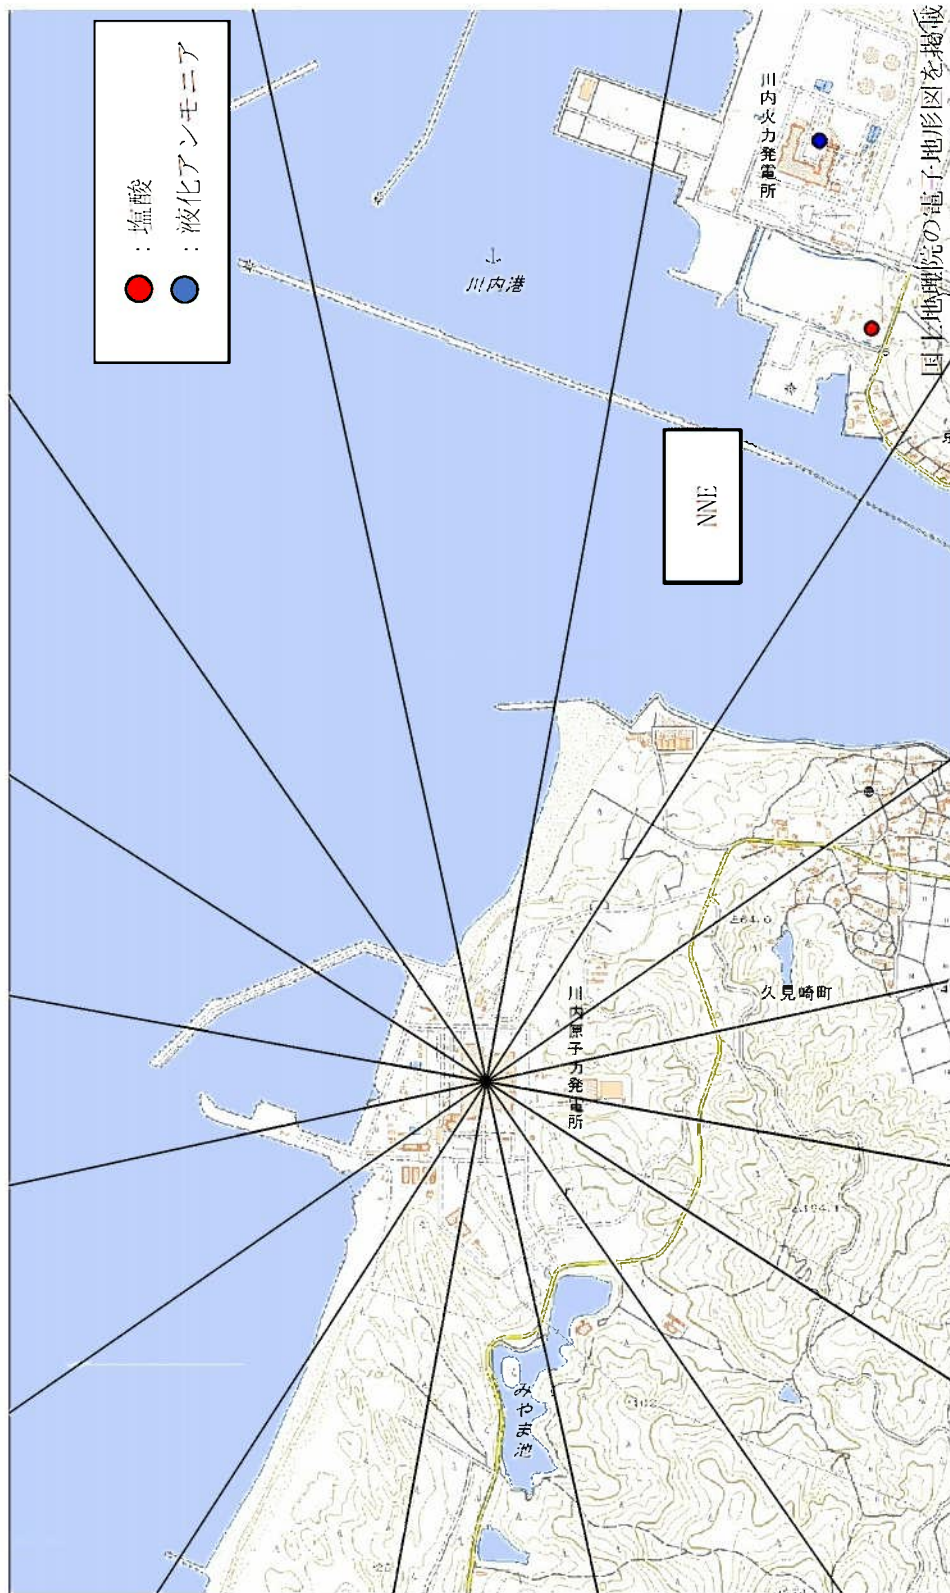 ：塩酸
：液化アンモニア
川内火力発電所
川内港
NNE
国土地理院の電子地形図を掲載
川内原子力発電所
久見崎町
みやま池